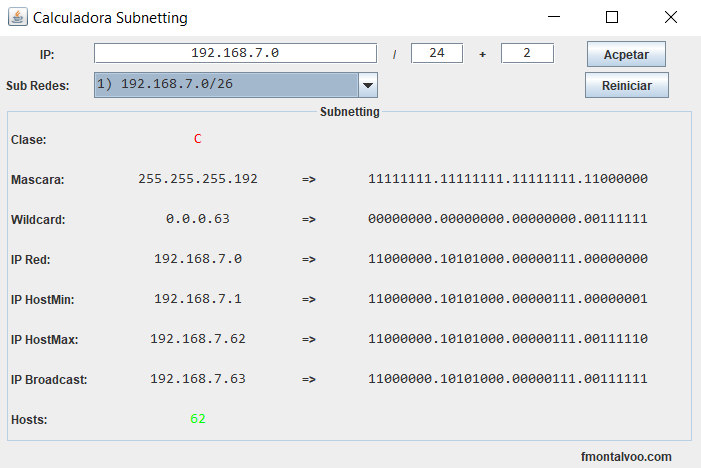 Calculadora Subnetting
IP: 192.168.7.0 / 24 + 2 Acpetar
Sub Redes: 1) 192.168.7.0/26 Reiniciar
Subnetting
Clase: C
Mascara: 255.255.255.192 => 11111111.11111111.11111111.11000000
Wildcard: 0.0.0.63 => 00000000.00000000.00000000.00111111
IP Red: 192.168.7.0 => 11000000.10101000.00000111.00000000
IP HostMin: 192.168.7.1 => 11000000.10101000.00000111.00000001
IP HostMax: 192.168.7.62 => 11000000.10101000.00000111.00111110
IP Broadcast: 192.168.7.63 => 11000000.10101000.00000111.00111111
Hosts: 62
fmontalvoo.com